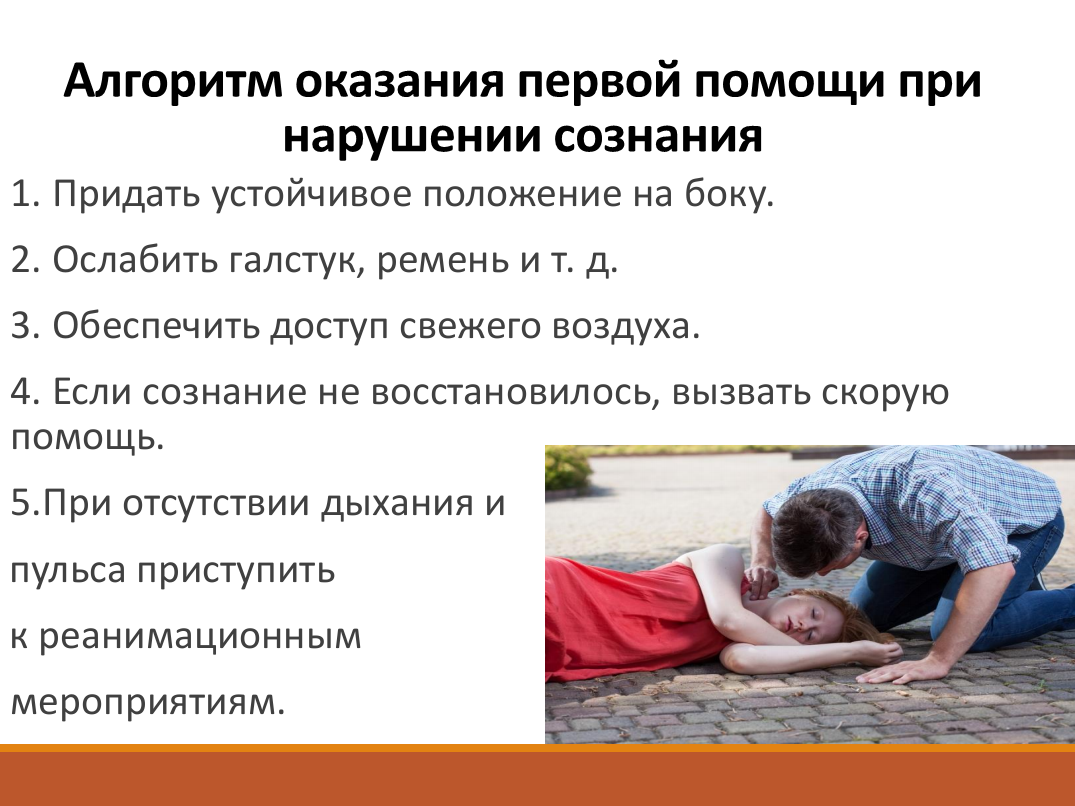 Алгоритм оказания первой помощи при
нарушении сознания
1. Придать устойчивое положение на боку.
2. Ослабить галстук, ремень и т. д.
3. Обеспечить доступ свежего воздуха.
4. Если сознание не восстановилось, вызвать скорую
помощь.
5.При отсутствии дыхания и
пульса приступить
к реанимационным
мероприятиям.